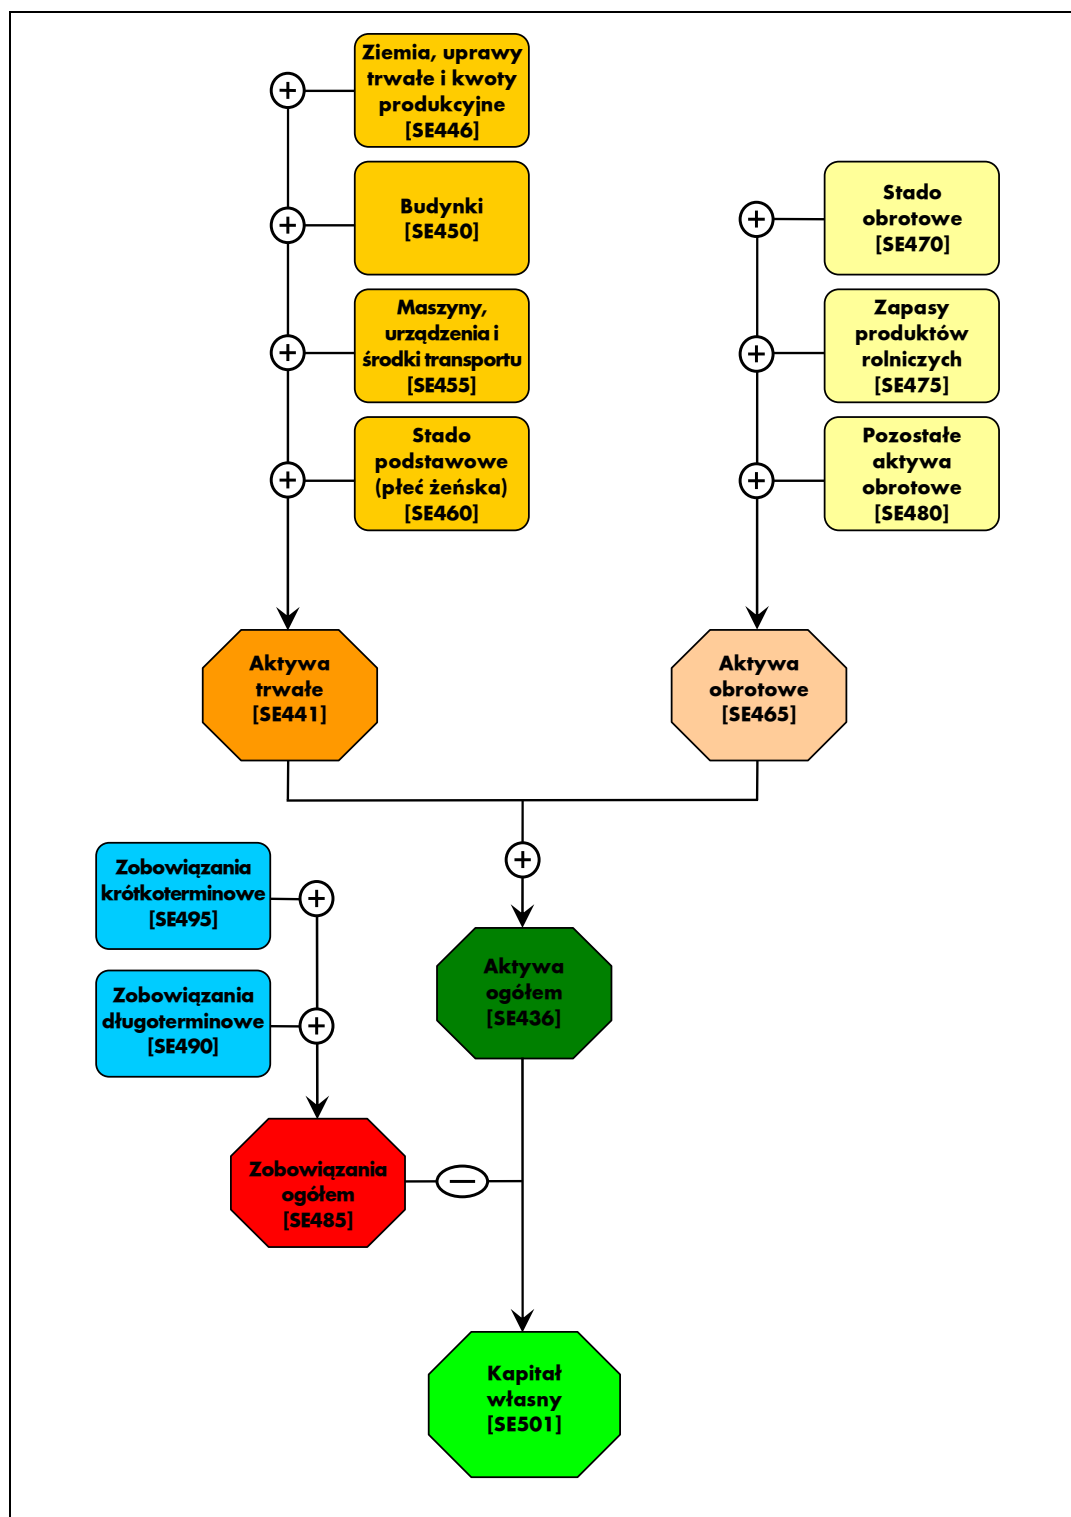 Ziemia, uprawy
trwałe i kwoty
produkcyjne
[SE446]
Budynki
[SE450]
Maszyny,
urządzenia i
środki transportu
[SE455]
Stado
podstawowe
(płeć żeńska)
[SE460]
Stado
obrotowe
[SE470]
Zapasy
produktów
rolniczych
[SE475]
Pozostałe
aktywa
obrotowe
[SE480]
Aktywa
trwałe
[SE441]
Aktywa
obrotowe
[SE465]
Zobowiązania
krótkoterminowe
[SE495]
Zobowiązania
długoterminowe
[SE490]
Aktywa
ogółem
[SE436]
Zobowiązania
ogółem
[SE485]
Kapitał
własny
[SE501]